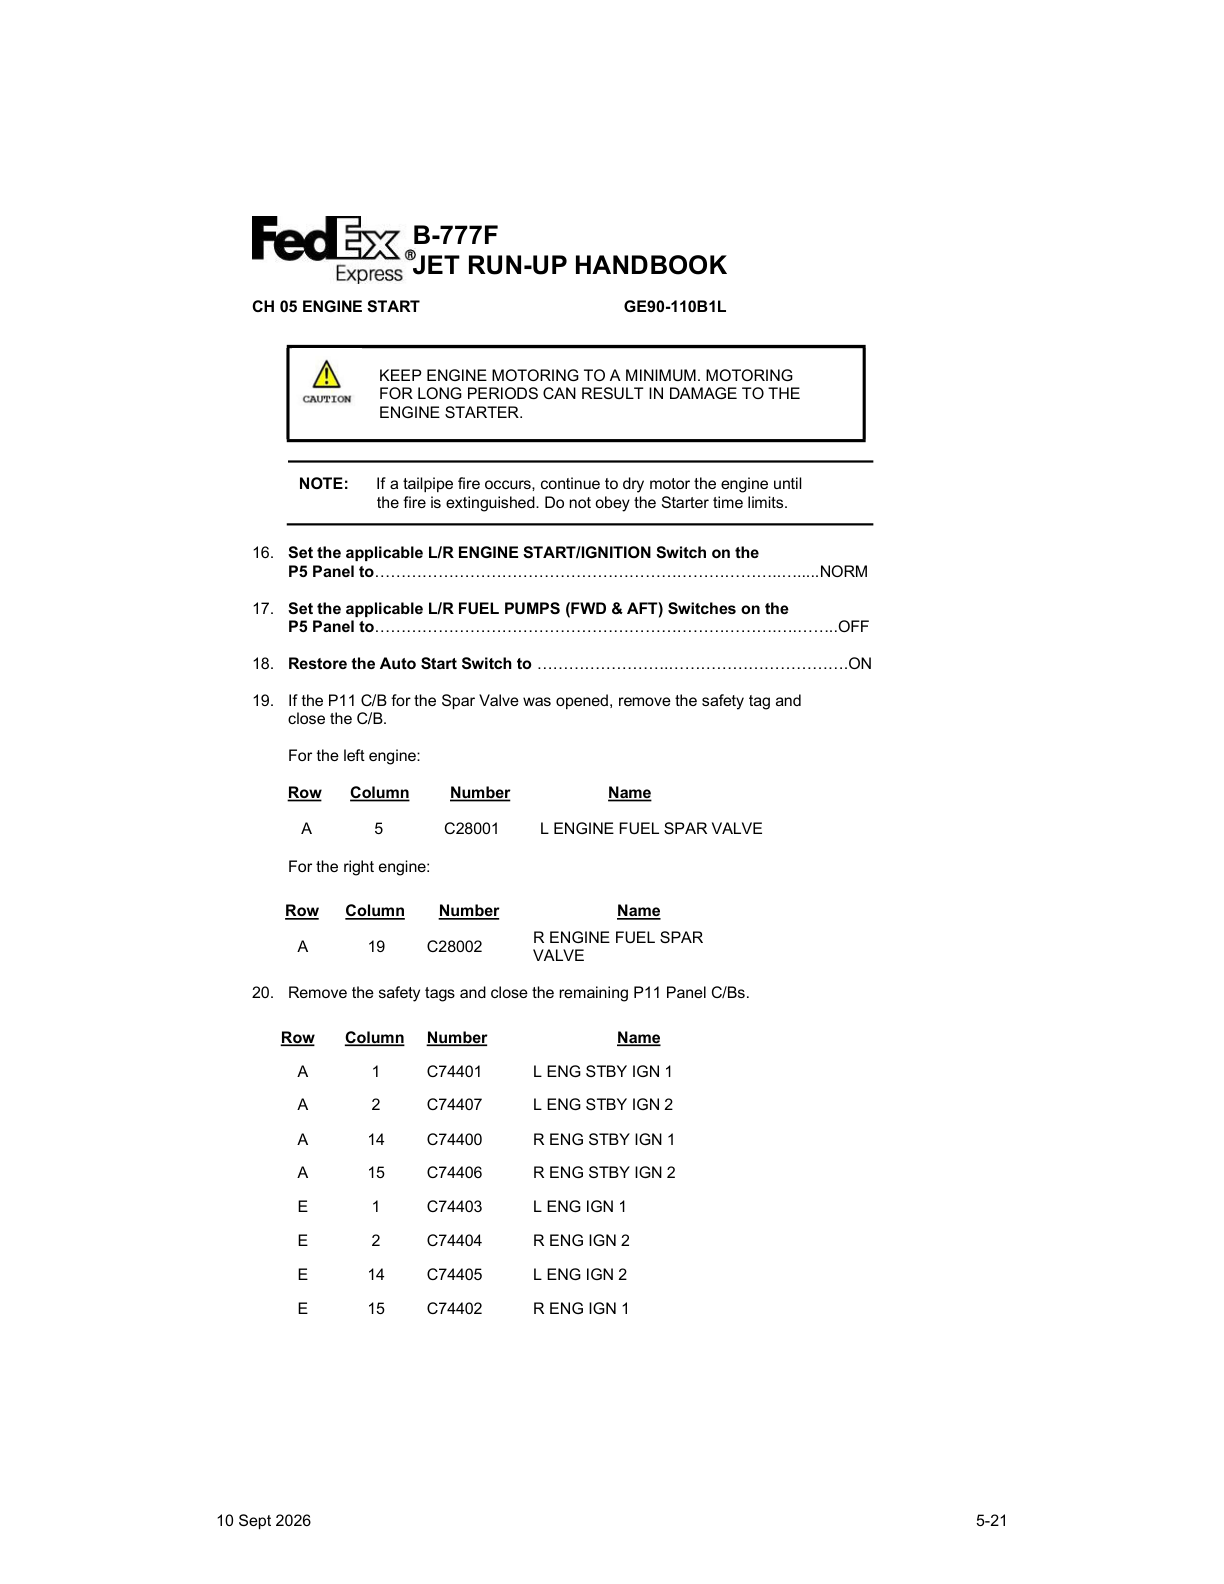 FedEx® B-777F
Express JET RUN-UP HANDBOOK
CH 05 ENGINE START GE90-110B1L
KEEP ENGINE MOTORING TO A MINIMUM. MOTORING
CAUTION FOR LONG PERIODS CAN RESULT IN DAMAGE TO THE
ENGINE STARTER.
NOTE: If a tailpipe fire occurs, continue to dry motor the engine until
the fire is extinguished. Do not obey the Starter time limits.
16. Set the applicable L/R ENGINE START/IGNITION Switch on the
P5 Panel to……………………………………………………………………..…....NORM
17. Set the applicable L/R FUEL PUMPS (FWD & AFT) Switches on the
P5 Panel to…………………………………………………………………….….……..OFF
18. Restore the Auto Start Switch to ……………………..…………………………….ON
19. If the P11 C/B for the Spar Valve was opened, remove the safety tag and
close the C/B.
For the left engine:
Row Column Number Name
A 5 C28001 L ENGINE FUEL SPAR VALVE
For the right engine:
Row Column Number Name
A 19 C28002 R ENGINE FUEL SPAR
VALVE
20. Remove the safety tags and close the remaining P11 Panel C/Bs.
Row Column Number Name
A 1 C74401 L ENG STBY IGN 1
A 2 C74407 L ENG STBY IGN 2
A 14 C74400 R ENG STBY IGN 1
A 15 C74406 R ENG STBY IGN 2
E 1 C74403 L ENG IGN 1
E 2 C74404 R ENG IGN 2
E 14 C74405 L ENG IGN 2
E 15 C74402 R ENG IGN 1
10 Sept 2026 5-21